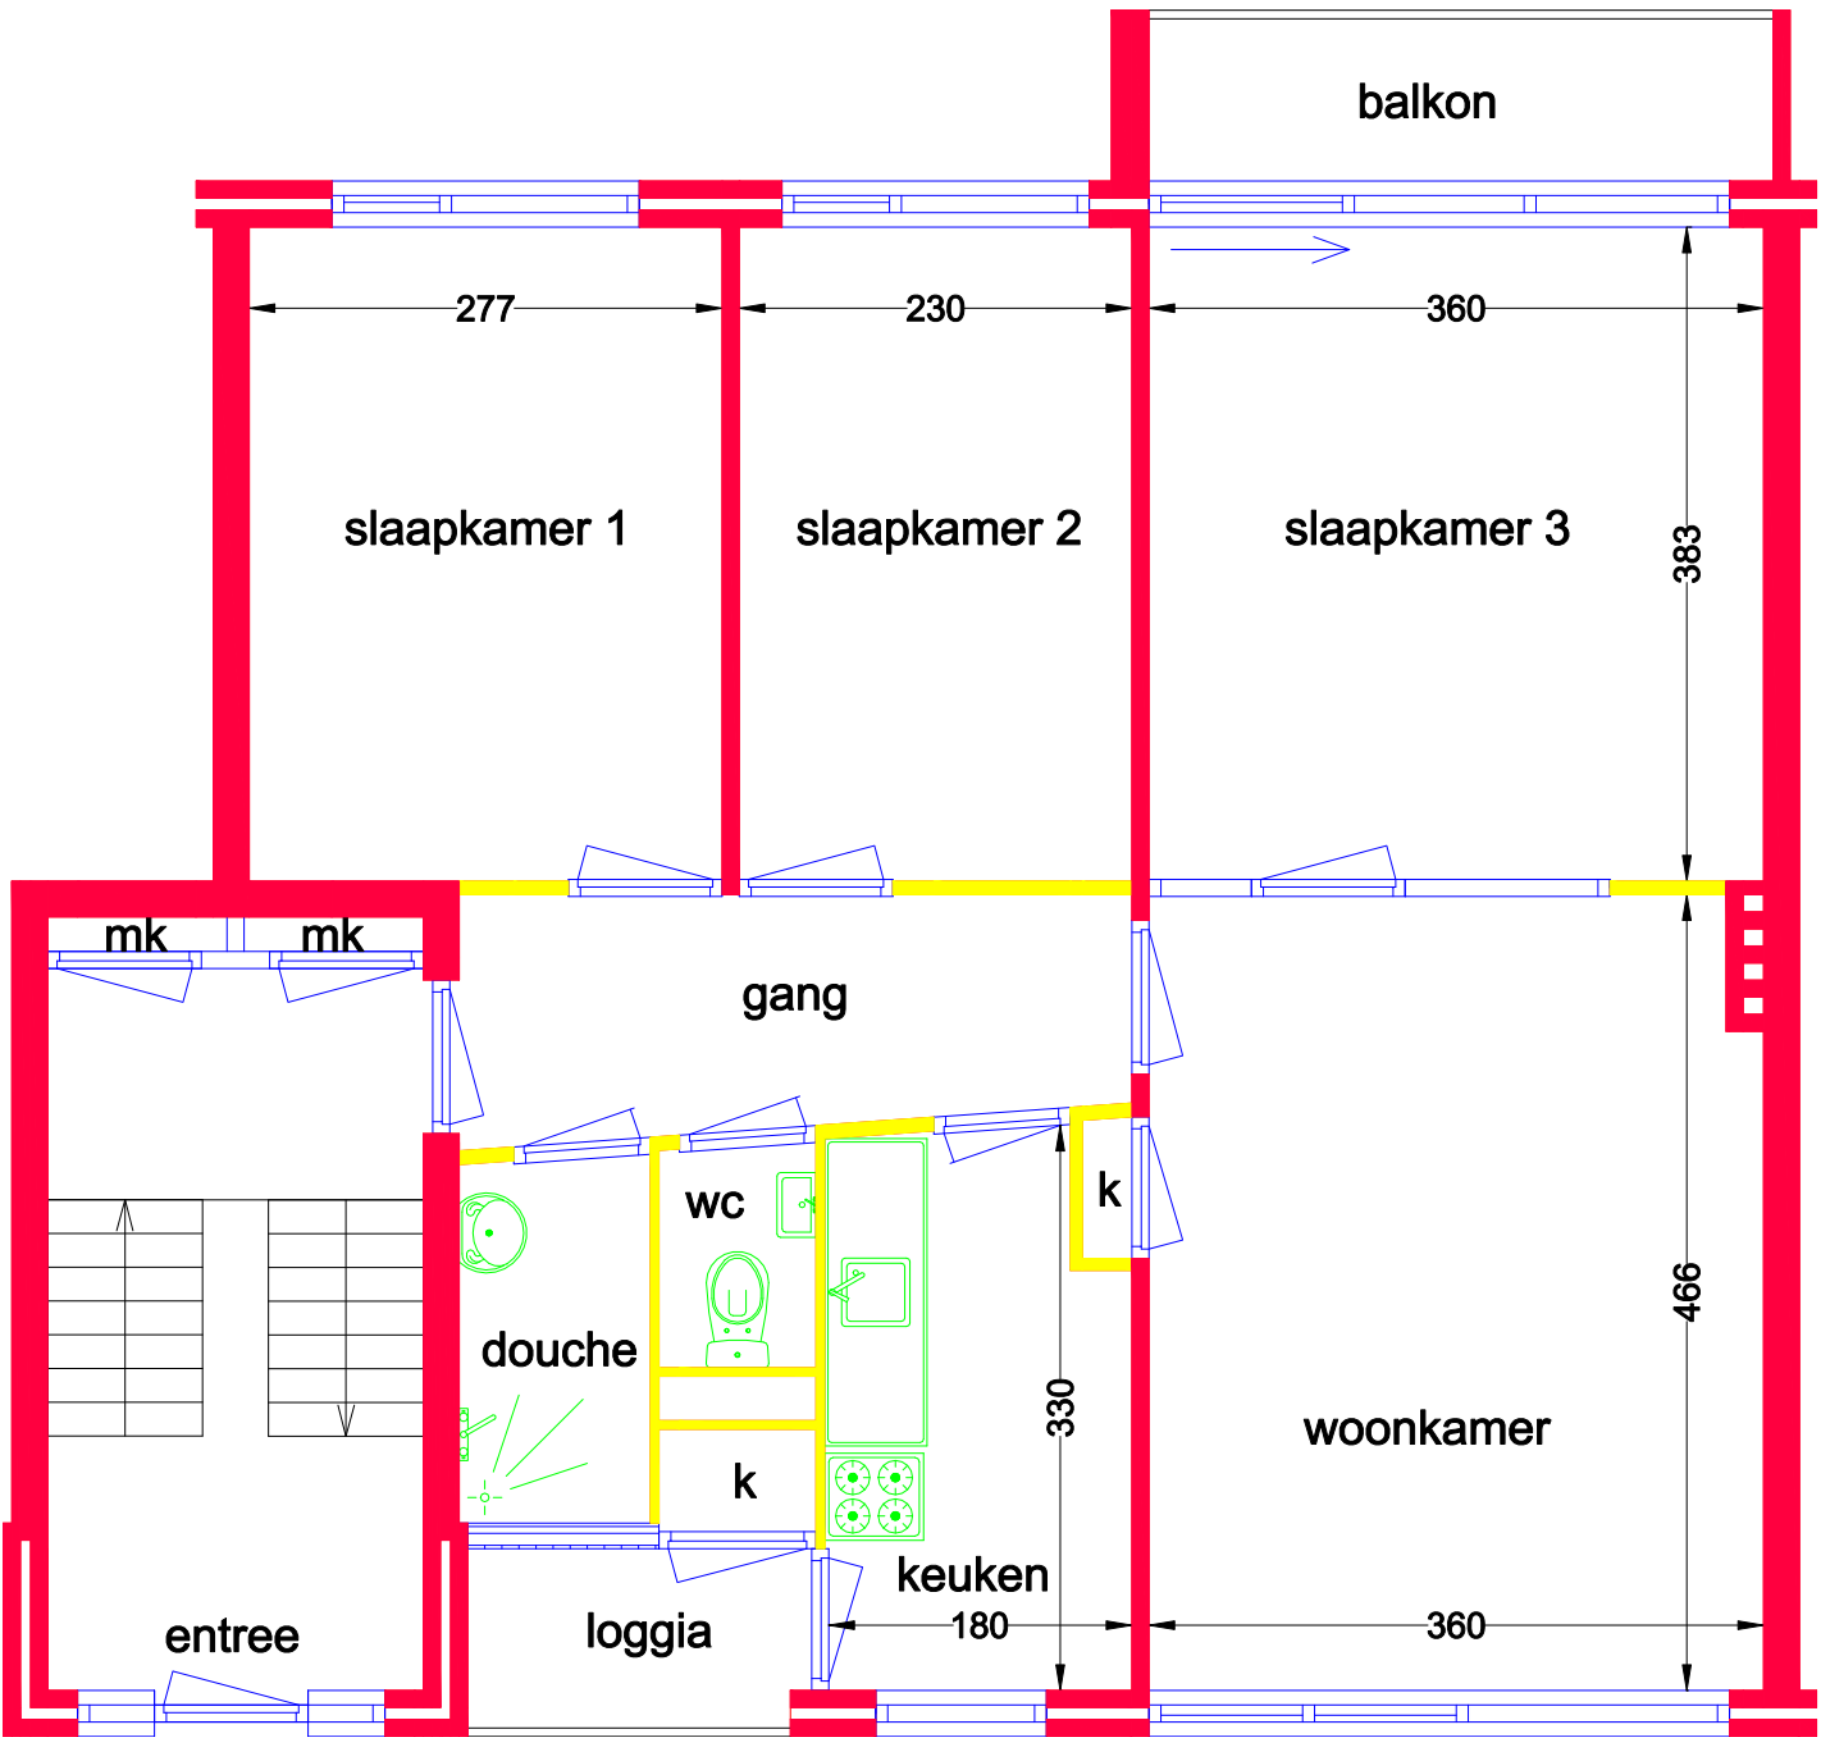 balkon
277
230
360
slaapkamer 1
slaapkamer 2
slaapkamer 3
383
mk
mk
gang
wc
k
466
douche
330
woonkamer
k
keuken
entree
loggia
180
360